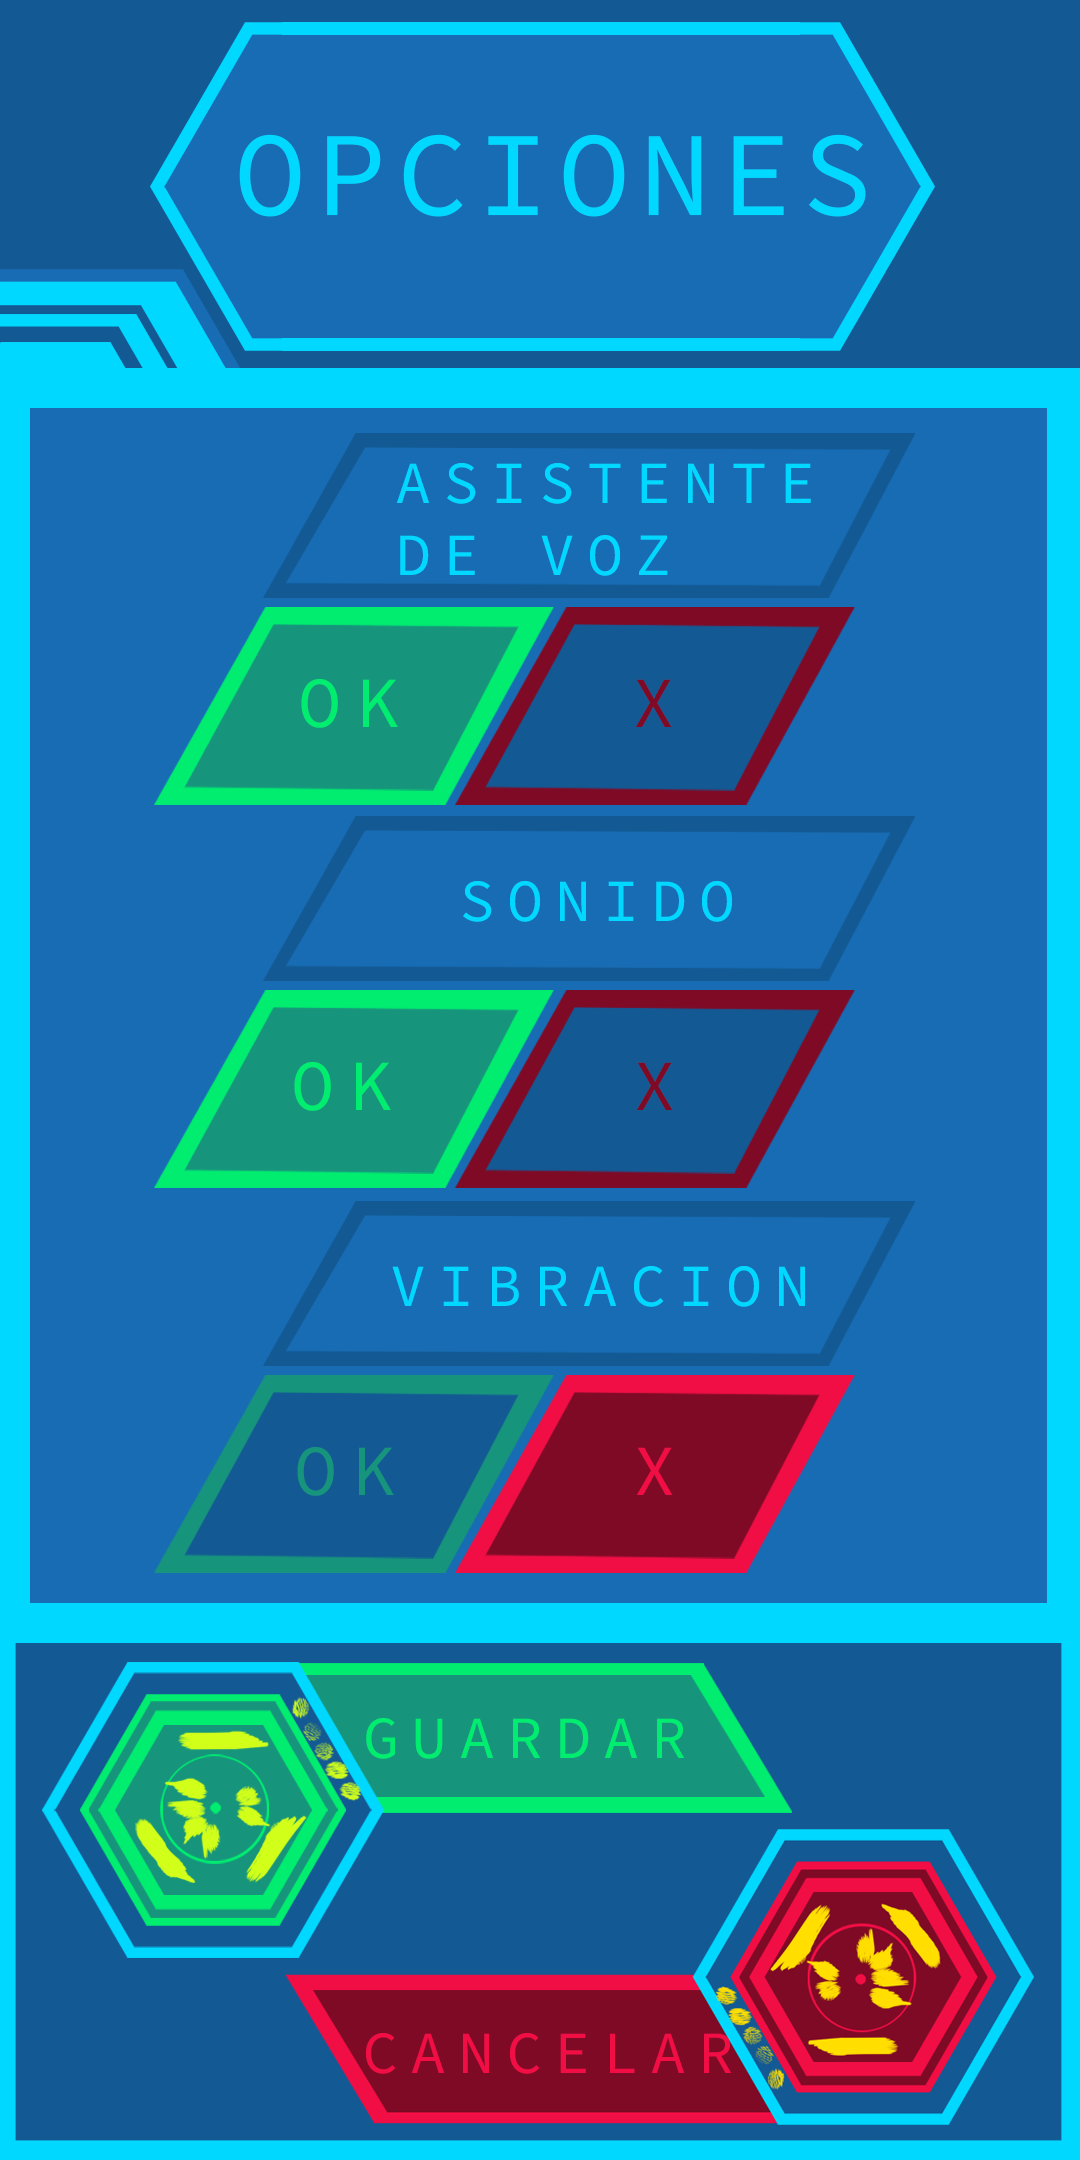 OPCIONES
ASISTENTE
DE VOZ
OK X
SONIDO
OK X
VIBRACION
OK X
GUARDAR
CANCELAR